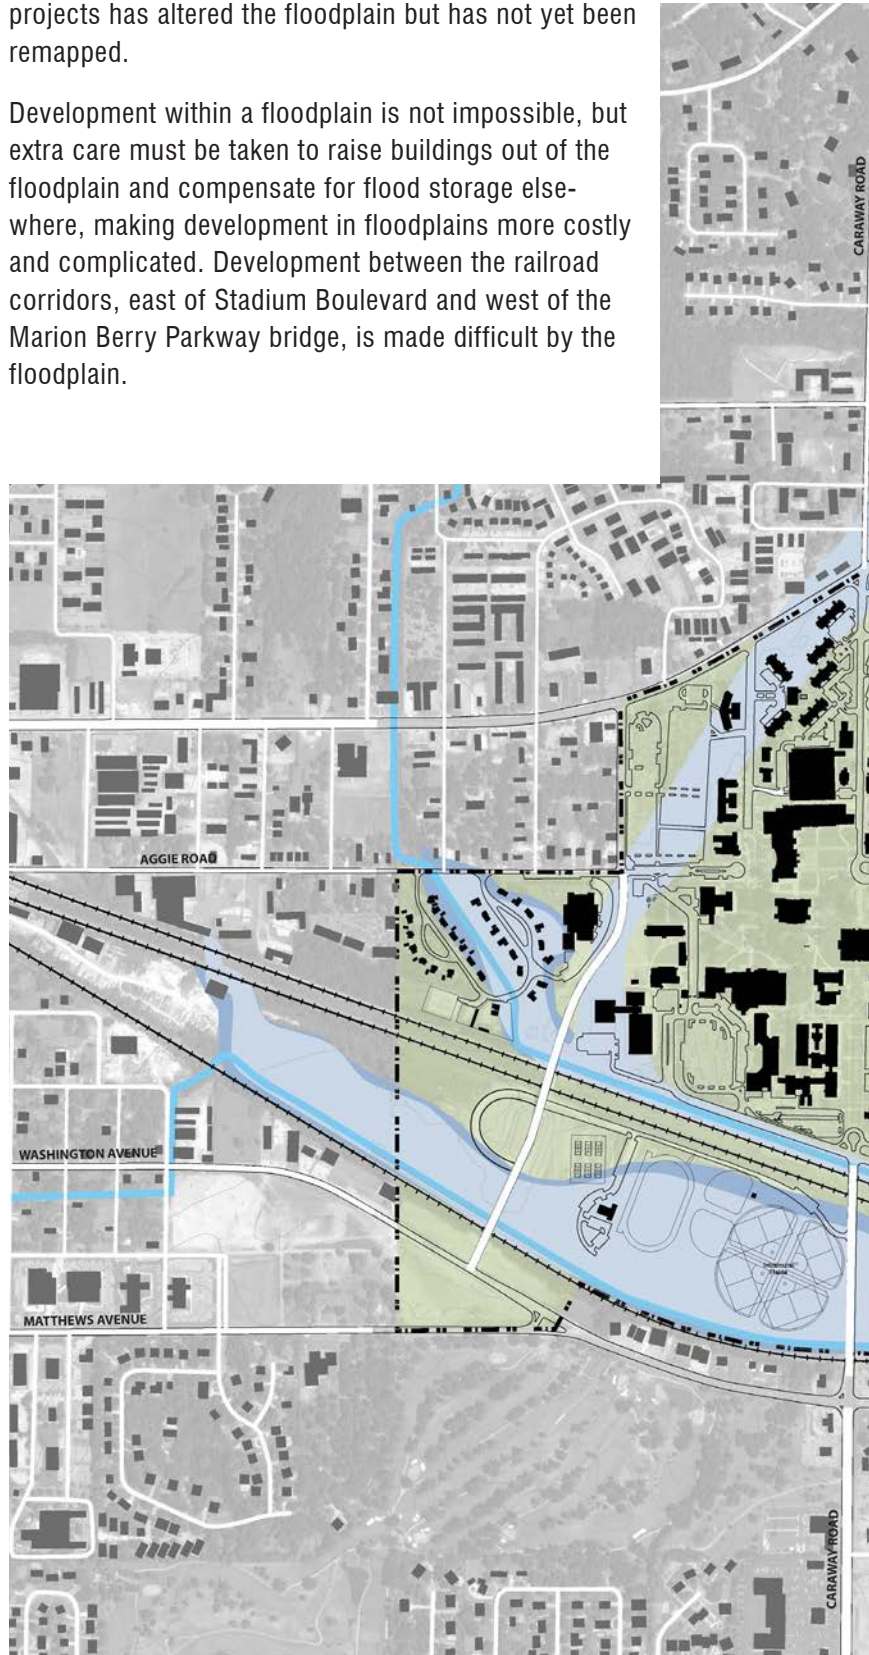 projects has altered the floodplain but has not yet been
remapped.
Development within a floodplain is not impossible, but
extra care must be taken to raise buildings out of the
floodplain and compensate for flood storage else-
where, making development in floodplains more costly
and complicated. Development between the railroad
corridors, east of Stadium Boulevard and west of the
Marion Berry Parkway bridge, is made difficult by the
floodplain.
CARAWAY ROAD
AGGIE ROAD
WASHINGTON AVENUE
Intramural
Fields
MATTHEWS AVENUE
CARAWAY ROAD